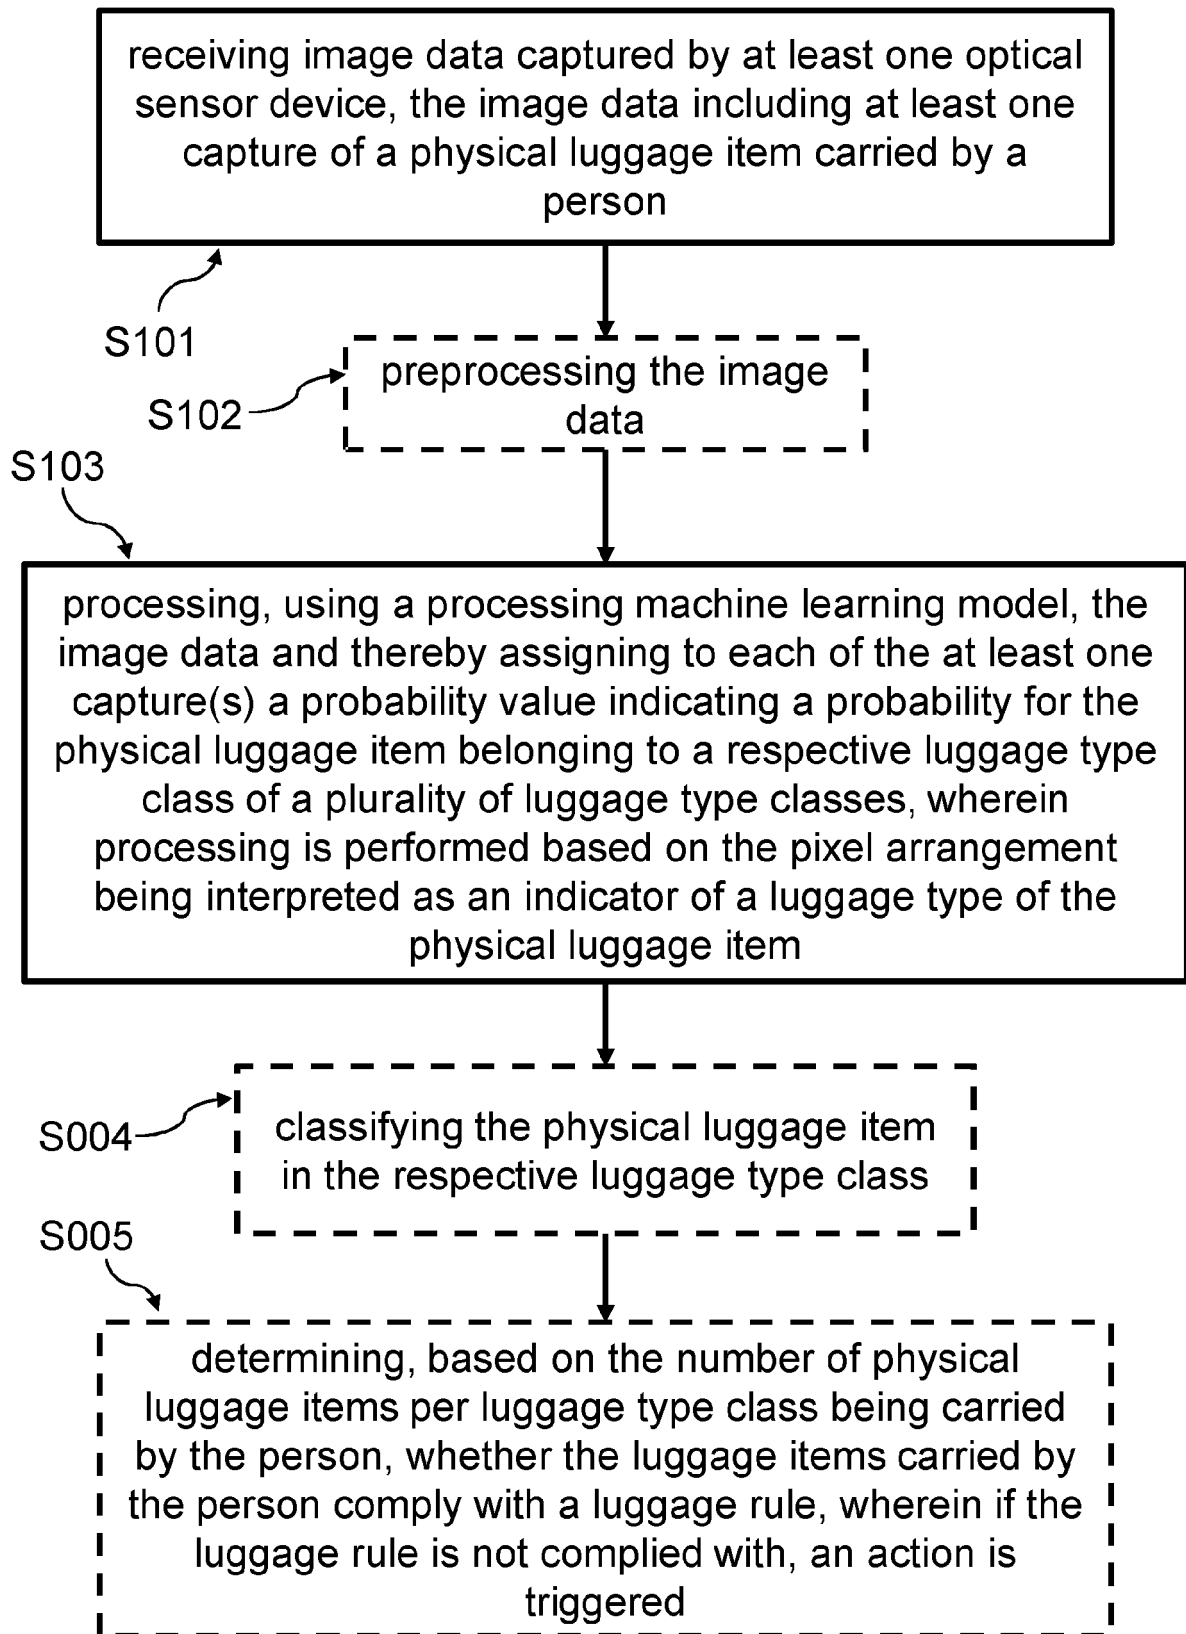 receiving image data captured by at least one optical
sensor device, the image data including at least one
capture of a physical luggage item carried by a
person
S101
preprocessing the image
data
S102
S103
processing, using a processing machine learning model, the
image data and thereby assigning to each of the at least one
capture(s) a probability value indicating a probability for the
physical luggage item belonging to a respective luggage type
class of a plurality of luggage type classes, wherein
processing is performed based on the pixel arrangement
being interpreted as an indicator of a luggage type of the
physical luggage item
S004
classifying the physical luggage item
in the respective luggage type class
S005
determining, based on the number of physical
luggage items per luggage type class being carried
by the person, whether the luggage items carried by
the person comply with a luggage rule, wherein if the
luggage rule is not complied with, an action is
triggered